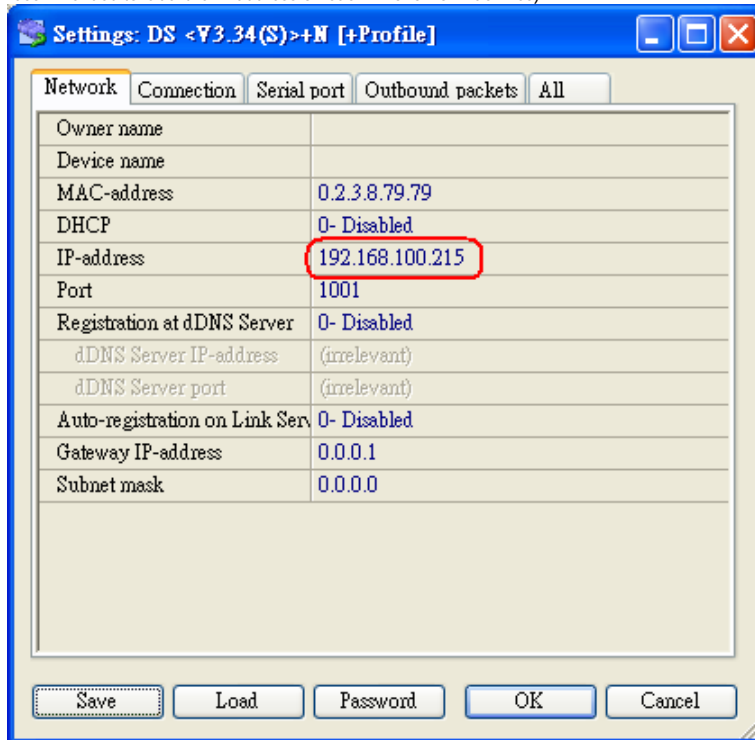 Settings: DS <V3.34(S)>+N [+Profile]
Network Connection Serial port Outbound packets All
Owner name
Device name
MAC-address 0.2.3.8.79.79
DHCP 0- Disabled
IP-address 192.168.100.215
Port 1001
Registration at dDNS Server 0- Disabled
dDNS Server IP-address (irrelevant)
dDNS Server port (irrelevant)
Auto-registration on Link Serv 0- Disabled
Gateway IP-address 0.0.0.1
Subnet mask 0.0.0.0
Save Load Password OK Cancel